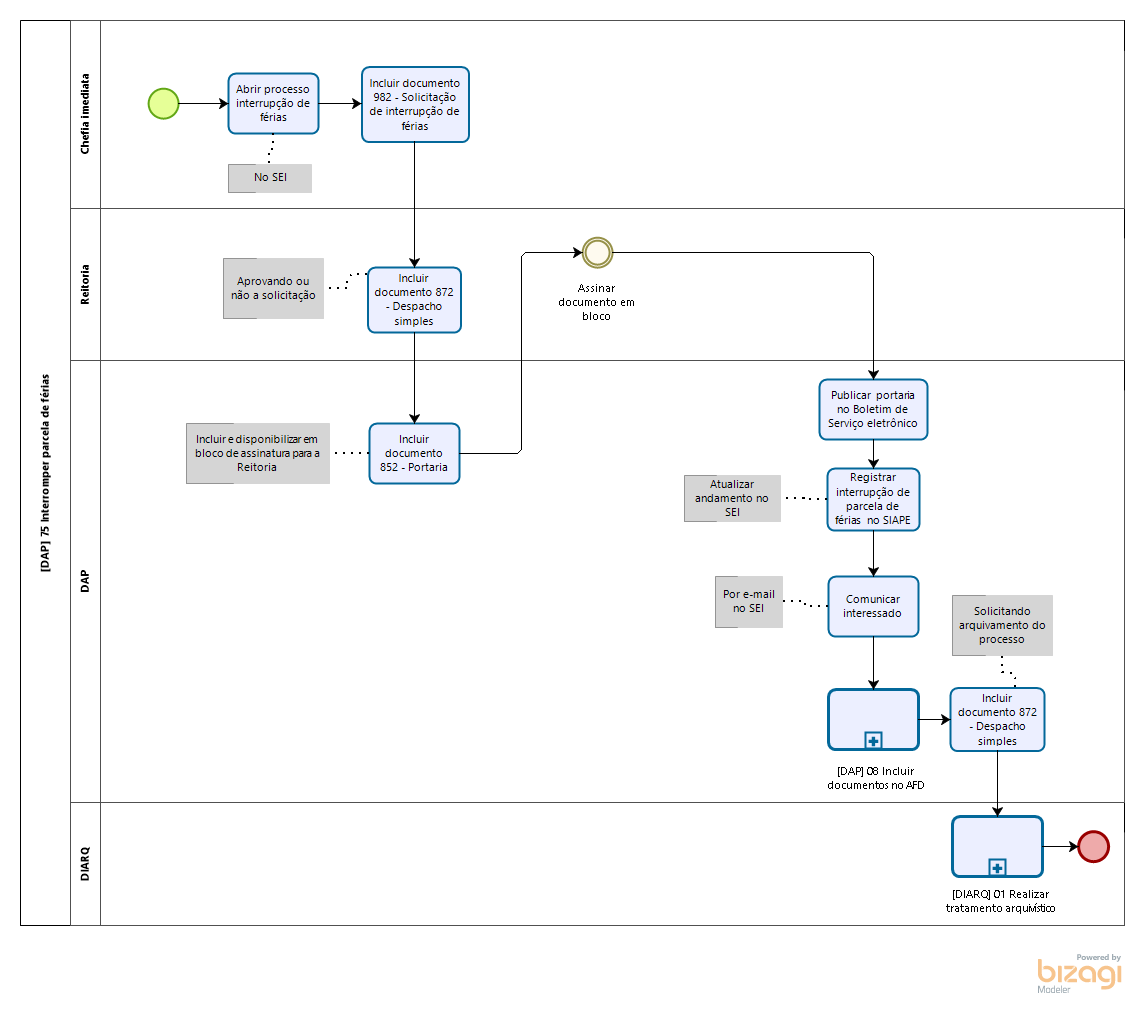 [DAP] 75 Interromper parcela de férias
Chefia imediata
Abrir processo
interrupção de
férias
Incluir documento
982 - Solicitação
de interrupção de
férias
No SEI
Reitoria
Aprovando ou
não a solicitação
Incluir
documento 872
- Despacho
simples
Assinar
documento em
bloco
DAP
Incluir e disponibilizar em
bloco de assinatura para a
Reitoria
Incluir
documento
852 - Portaria
Publicar portaria
no Boletim de
Serviço eletrônico
Atualizar
andamento no
SEI
Registrar
interrupção de
parcela de
férias no SIAPE
Por e-mail
no SEI
Comunicar
interessado
Solicitando
arquivamento do
processo
[DAP] 08 Incluir
documentos no AFD
Incluir
documento 872
- Despacho
simples
DIARQ
[DIARQ] 01 Realizar
tratamento arquivístico
Powered by
bizagi
Modeler